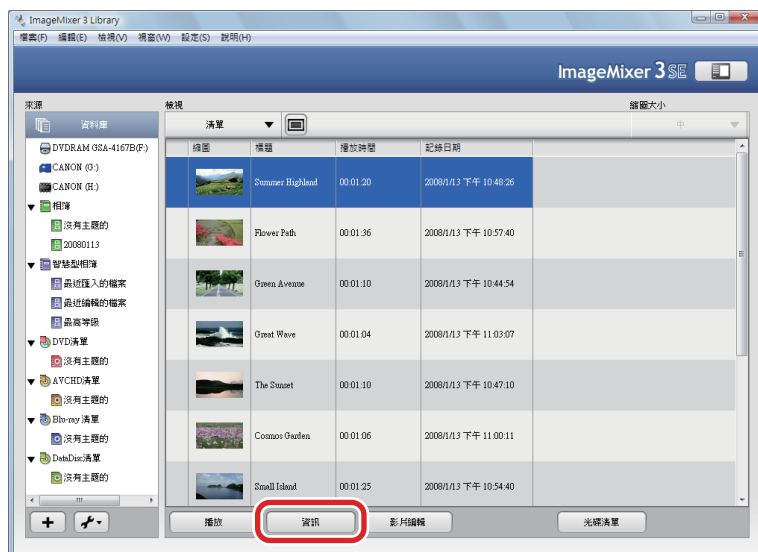 ImageMixer 3 Library
檔案(F) 編輯(E) 檢視(V) 視窗(W) 設定(S) 說明(H)
ImageMixer 3 SE
來源
檢視
縮圖大小
資料庫
清單
中
DVDRAM GSA-4167B(F:)
CANON (G:)
CANON (H:)
相簿
沒有主題的
20080113
智慧型相簿
最近匯入的檔案
最近編輯的檔案
最高等級
DVD清單
沒有主題的
AVCHD清單
沒有主題的
Blu-ray 清單
沒有主題的
DataDisc清單
沒有主題的
縮圖 標題 播放時間 記錄日期
Summer Highland 00:01:20 2008/1/13 下午 10:48:26
Flower Path 00:01:36 2008/1/13 下午 10:57:40
Green Avenue 00:01:10 2008/1/13 下午 10:44:54
Great Wave 00:01:04 2008/1/13 下午 11:03:07
The Sunset 00:01:10 2008/1/13 下午 10:47:10
Cosmos Garden 00:01:06 2008/1/13 下午 11:00:11
Small Island 00:01:25 2008/1/13 下午 10:54:40
播放 資訊 影片編輯 光碟清單